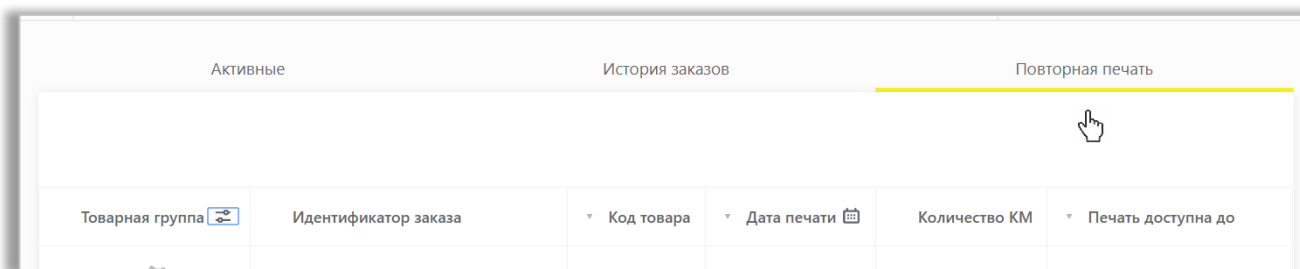 Активные История заказов Повторная печать
Товарная группа Идентификатор заказа Код товара Дата печати Количество КМ Печать доступна до